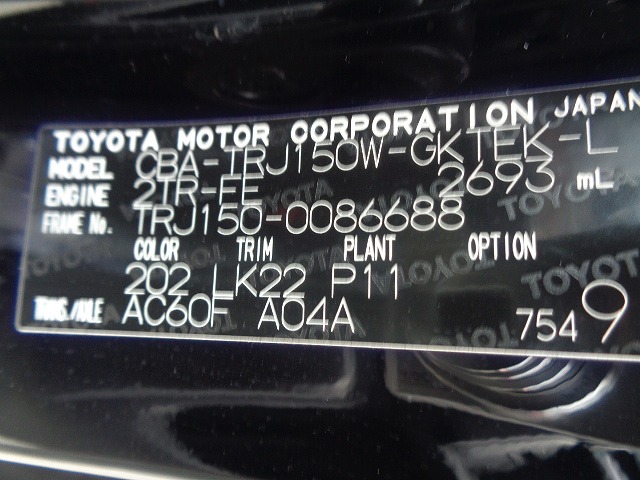 TOYOTA MOTOR CORPORATION JAPAN
MODEL CBA-TRJ150W-GKTEK-L
ENGINE 2TR-FE 2693 mL
FRAME No. TRJ150-0086688
COLOR TRIM PLANT OPTION
202 LK22 P11
TRANS./AXLE AC60F A04A 7549